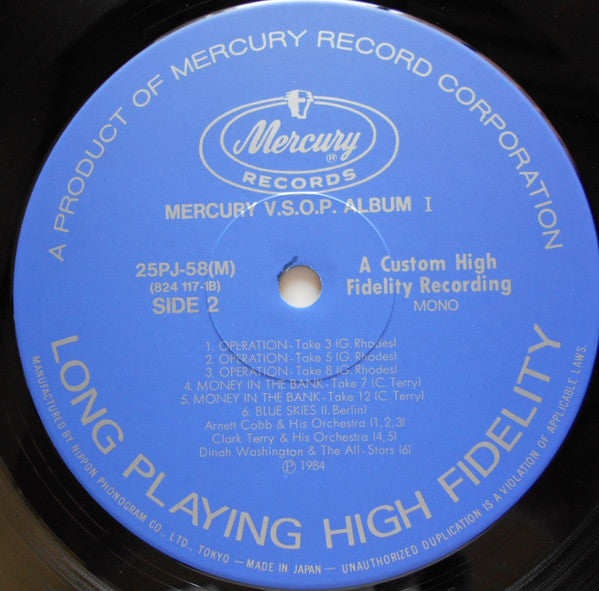 A PRODUCT OF MERCURY RECORD CORPORATION
Mercury
®
RECORDS
MERCURY V.S.O.P. ALBUM I
25PJ-58(M)
(824 117-1B)
SIDE 2
A Custom High
Fidelity Recording
MONO
1. OPERATION - Take 3 (G. Rhodes)
2. OPERATION - Take 5 (G. Rhodes)
3. OPERATION - Take 8 (G. Rhodes)
4. MONEY IN THE BANK - Take 7 (C. Terry)
5. MONEY IN THE BANK - Take 12 (C. Terry)
6. BLUE SKIES (I. Berlin)
Arnett Cobb & His Orchestra (1,2,3)
Clark Terry & His Orchestra (4,5)
Dinah Washington & The All-Stars (6)
℗ 1984
LONG PLAYING HIGH FIDELITY
MANUFACTURED BY NIPPON PHONOGRAM CO., LTD., TOKYO – MADE IN JAPAN – UNAUTHORIZED DUPLICATION IS A VIOLATION OF APPLICABLE LAWS.